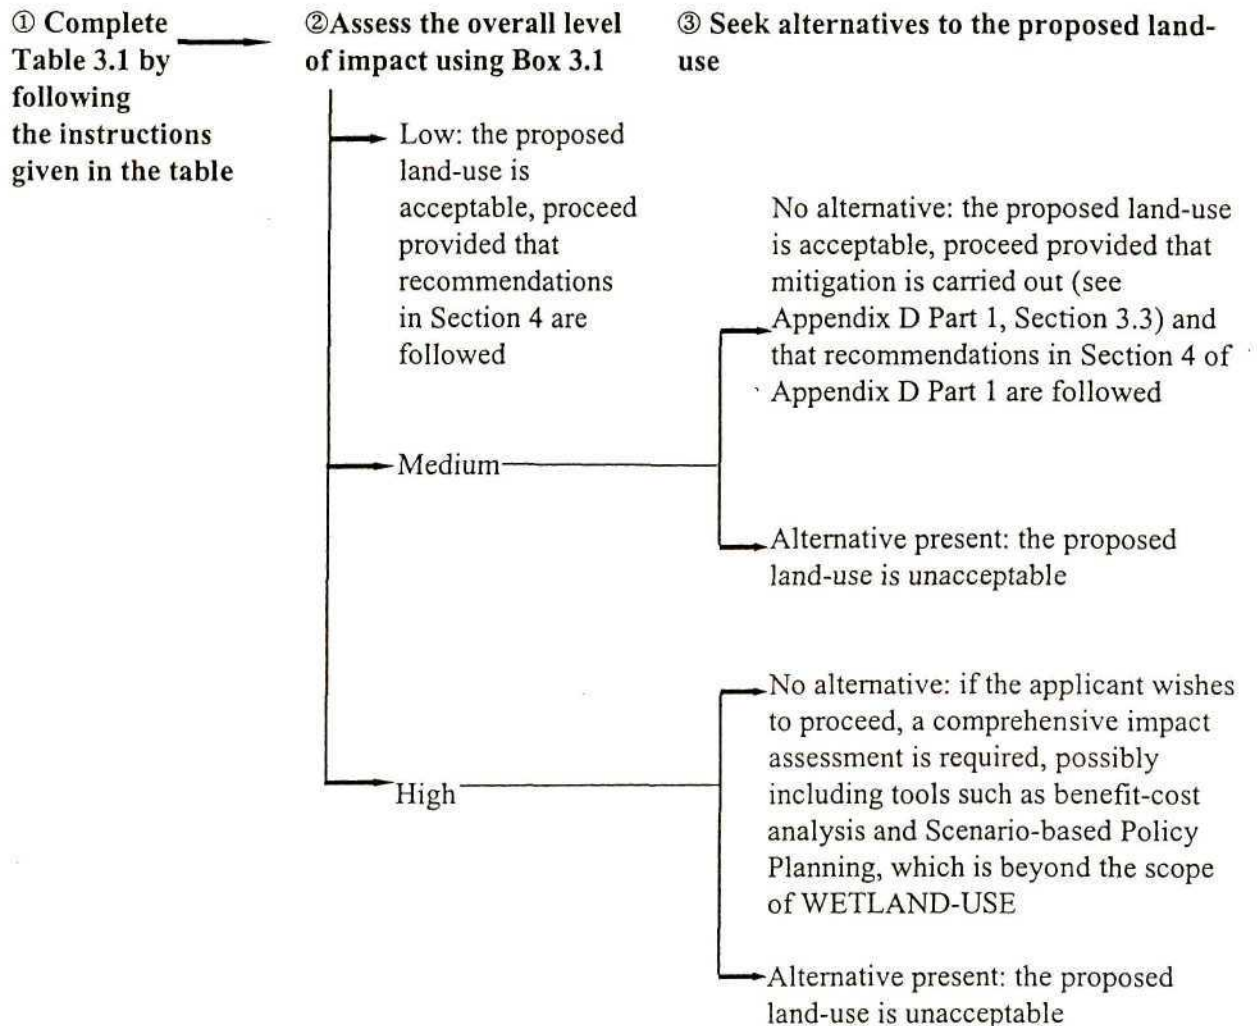 ① Complete
Table 3.1 by
following
the instructions
given in the table
②Assess the overall level
of impact using Box 3.1
③ Seek alternatives to the proposed land-
use
Low: the proposed
land-use is
acceptable, proceed
provided that
recommendations
in Section 4 are
followed
No alternative: the proposed land-use
is acceptable, proceed provided that
mitigation is carried out (see
Appendix D Part 1, Section 3.3) and
that recommendations in Section 4 of
Appendix D Part 1 are followed
Medium
Alternative present: the proposed
land-use is unacceptable
No alternative: if the applicant wishes
to proceed, a comprehensive impact
assessment is required, possibly
including tools such as benefit-cost
analysis and Scenario-based Policy
Planning, which is beyond the scope
of WETLAND-USE
High
Alternative present: the proposed
land-use is unacceptable